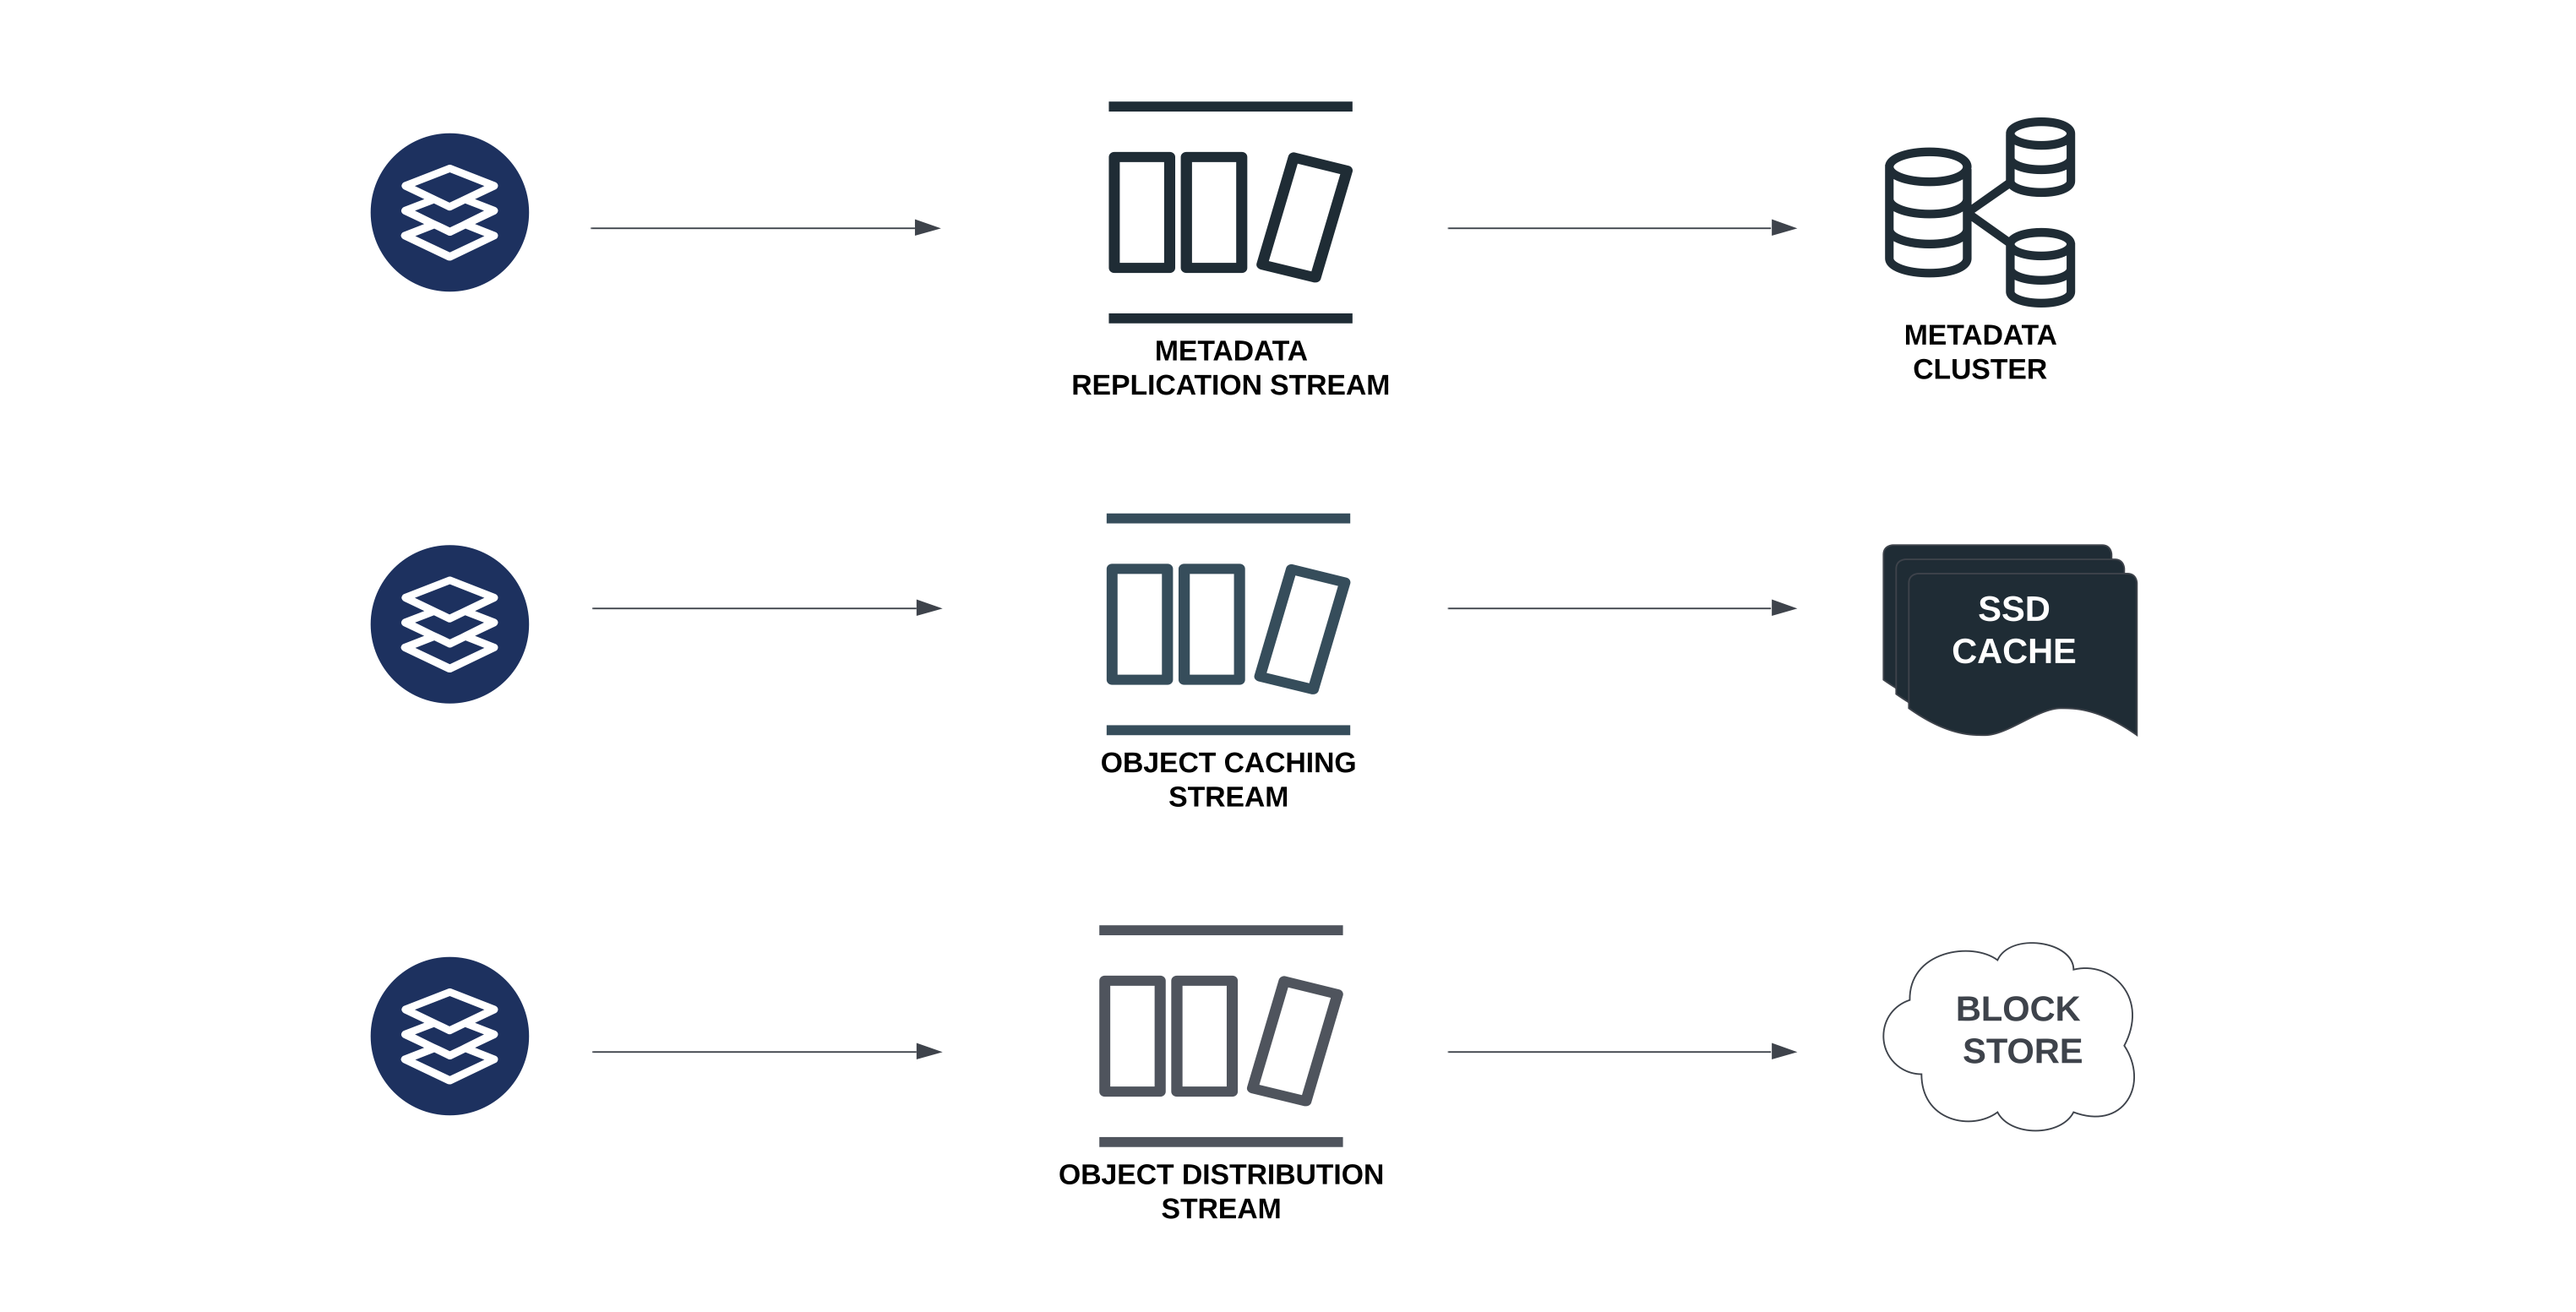 METADATA
REPLICATION STREAM
METADATA
CLUSTER
OBJECT CACHING
STREAM
SSD
CACHE
OBJECT DISTRIBUTION
STREAM
BLOCK
STORE